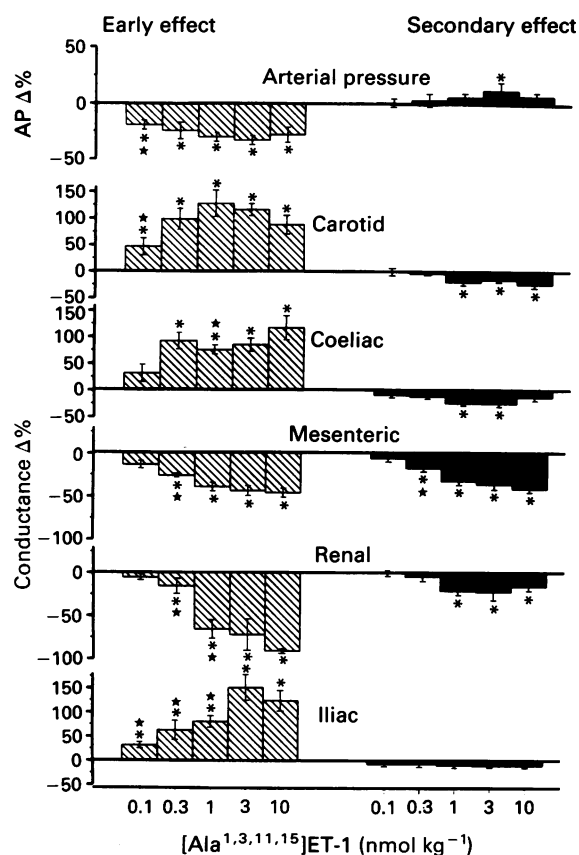 Early effect Secondary effect
AP Δ%
50
0
−50
Arterial pressure
*
* ★ * * * *
Conductance Δ%
150
100
50
0
−50
Carotid
★ * * * * *
* * *
150
100
50
0
−50
Coeliac
* ★ * * *
* *
0
−50
−100
Mesenteric
* ★ * * *
* ★ * * *
0
−50
−100
Renal
* ★ * ★ * * *
* * *
150
100
50
0
−50
Iliac
★ * ★ * ★ * * *
0.1 0.3 1 3 10 0.1 0.3 1 3 10
[Ala1,3,11,15]ET-1 (nmol kg−1)